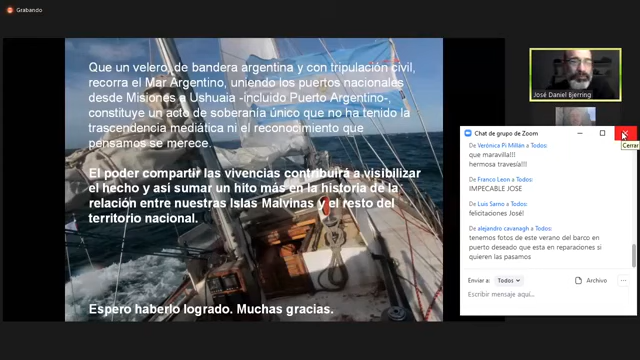 Grabando
Que un velero, de bandera argentina y con tripulación civil,
recorra el Mar Argentino, uniendo los puertos nacionales
desde Misiones a Ushuaia -incluido Puerto Argentino-,
constituye un acto de soberanía único que no ha tenido la
trascendencia mediática ni el reconocimiento que
pensamos se merece.
El poder compartir las vivencias contribuirá a visibilizar
el hecho y así sumar un hito más en la historia de la
relación entre nuestras Islas Malvinas y el resto del
territorio nacional.
Espero haberlo logrado. Muchas gracias.
José Daniel Bjerring
Chat de grupo de Zoom
Cerrar
De Verónica Pi Millán a Todos:
que maravilla!!!
hermosa travesía!!!
De Franco Leon a Todos:
IMPECABLE JOSE
De Luis Sarno a Todos:
felicitaciones José!
De alejandro cavanagh a Todos:
tenemos fotos de este verano del barco en
puerto deseado que esta en reparaciones si
quieren las pasamos
Enviar a: Todos
Archivo
Escribir mensaje aquí...